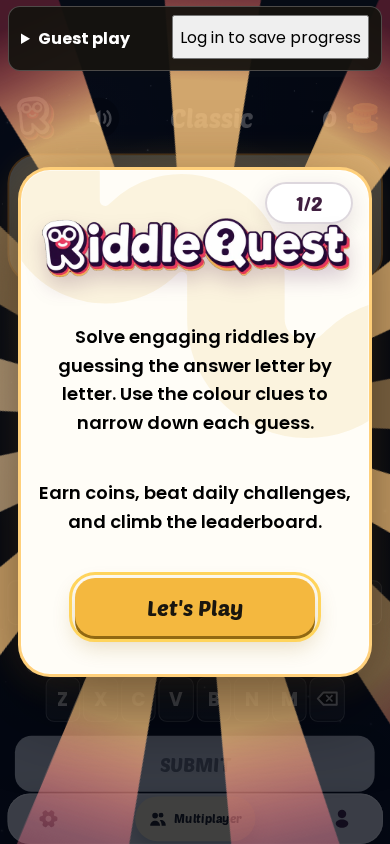 Guest play
Log in to save progress
Classic
0
1/2
RiddleQuest
Solve engaging riddles by
guessing the answer letter by
letter. Use the colour clues to
narrow down each guess.
Earn coins, beat daily challenges,
and climb the leaderboard.
Let's Play
Z X C V B N M
SUBMIT
Multiplayer